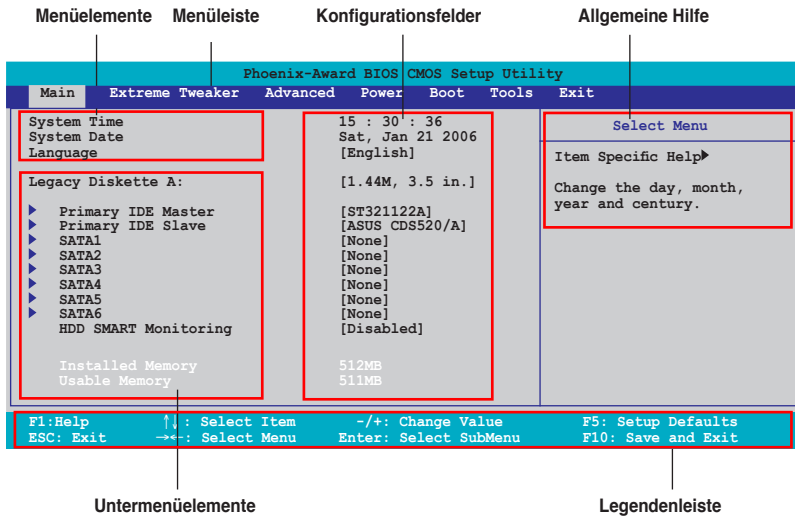 Menüelemente Menüleiste Konfigurationsfelder Allgemeine Hilfe
Phoenix-Award BIOS CMOS Setup Utility
Main Extreme Tweaker Advanced Power Boot Tools Exit
System Time 15 : 30 : 36
System Date Sat, Jan 21 2006
Language [English]
Legacy Diskette A: [1.44M, 3.5 in.]
Primary IDE Master [ST321122A]
Primary IDE Slave [ASUS CDS520/A]
SATA1 [None]
SATA2 [None]
SATA3 [None]
SATA4 [None]
SATA5 [None]
SATA6 [None]
HDD SMART Monitoring [Disabled]
Installed Memory 512MB
Usable Memory 511MB
Select Menu
Item Specific Help
Change the day, month,
year and century.
F1:Help ↑↓: Select Item -/+: Change Value F5: Setup Defaults
ESC: Exit →←: Select Menu Enter: Select SubMenu F10: Save and Exit
Untermenüelemente Legendenleiste